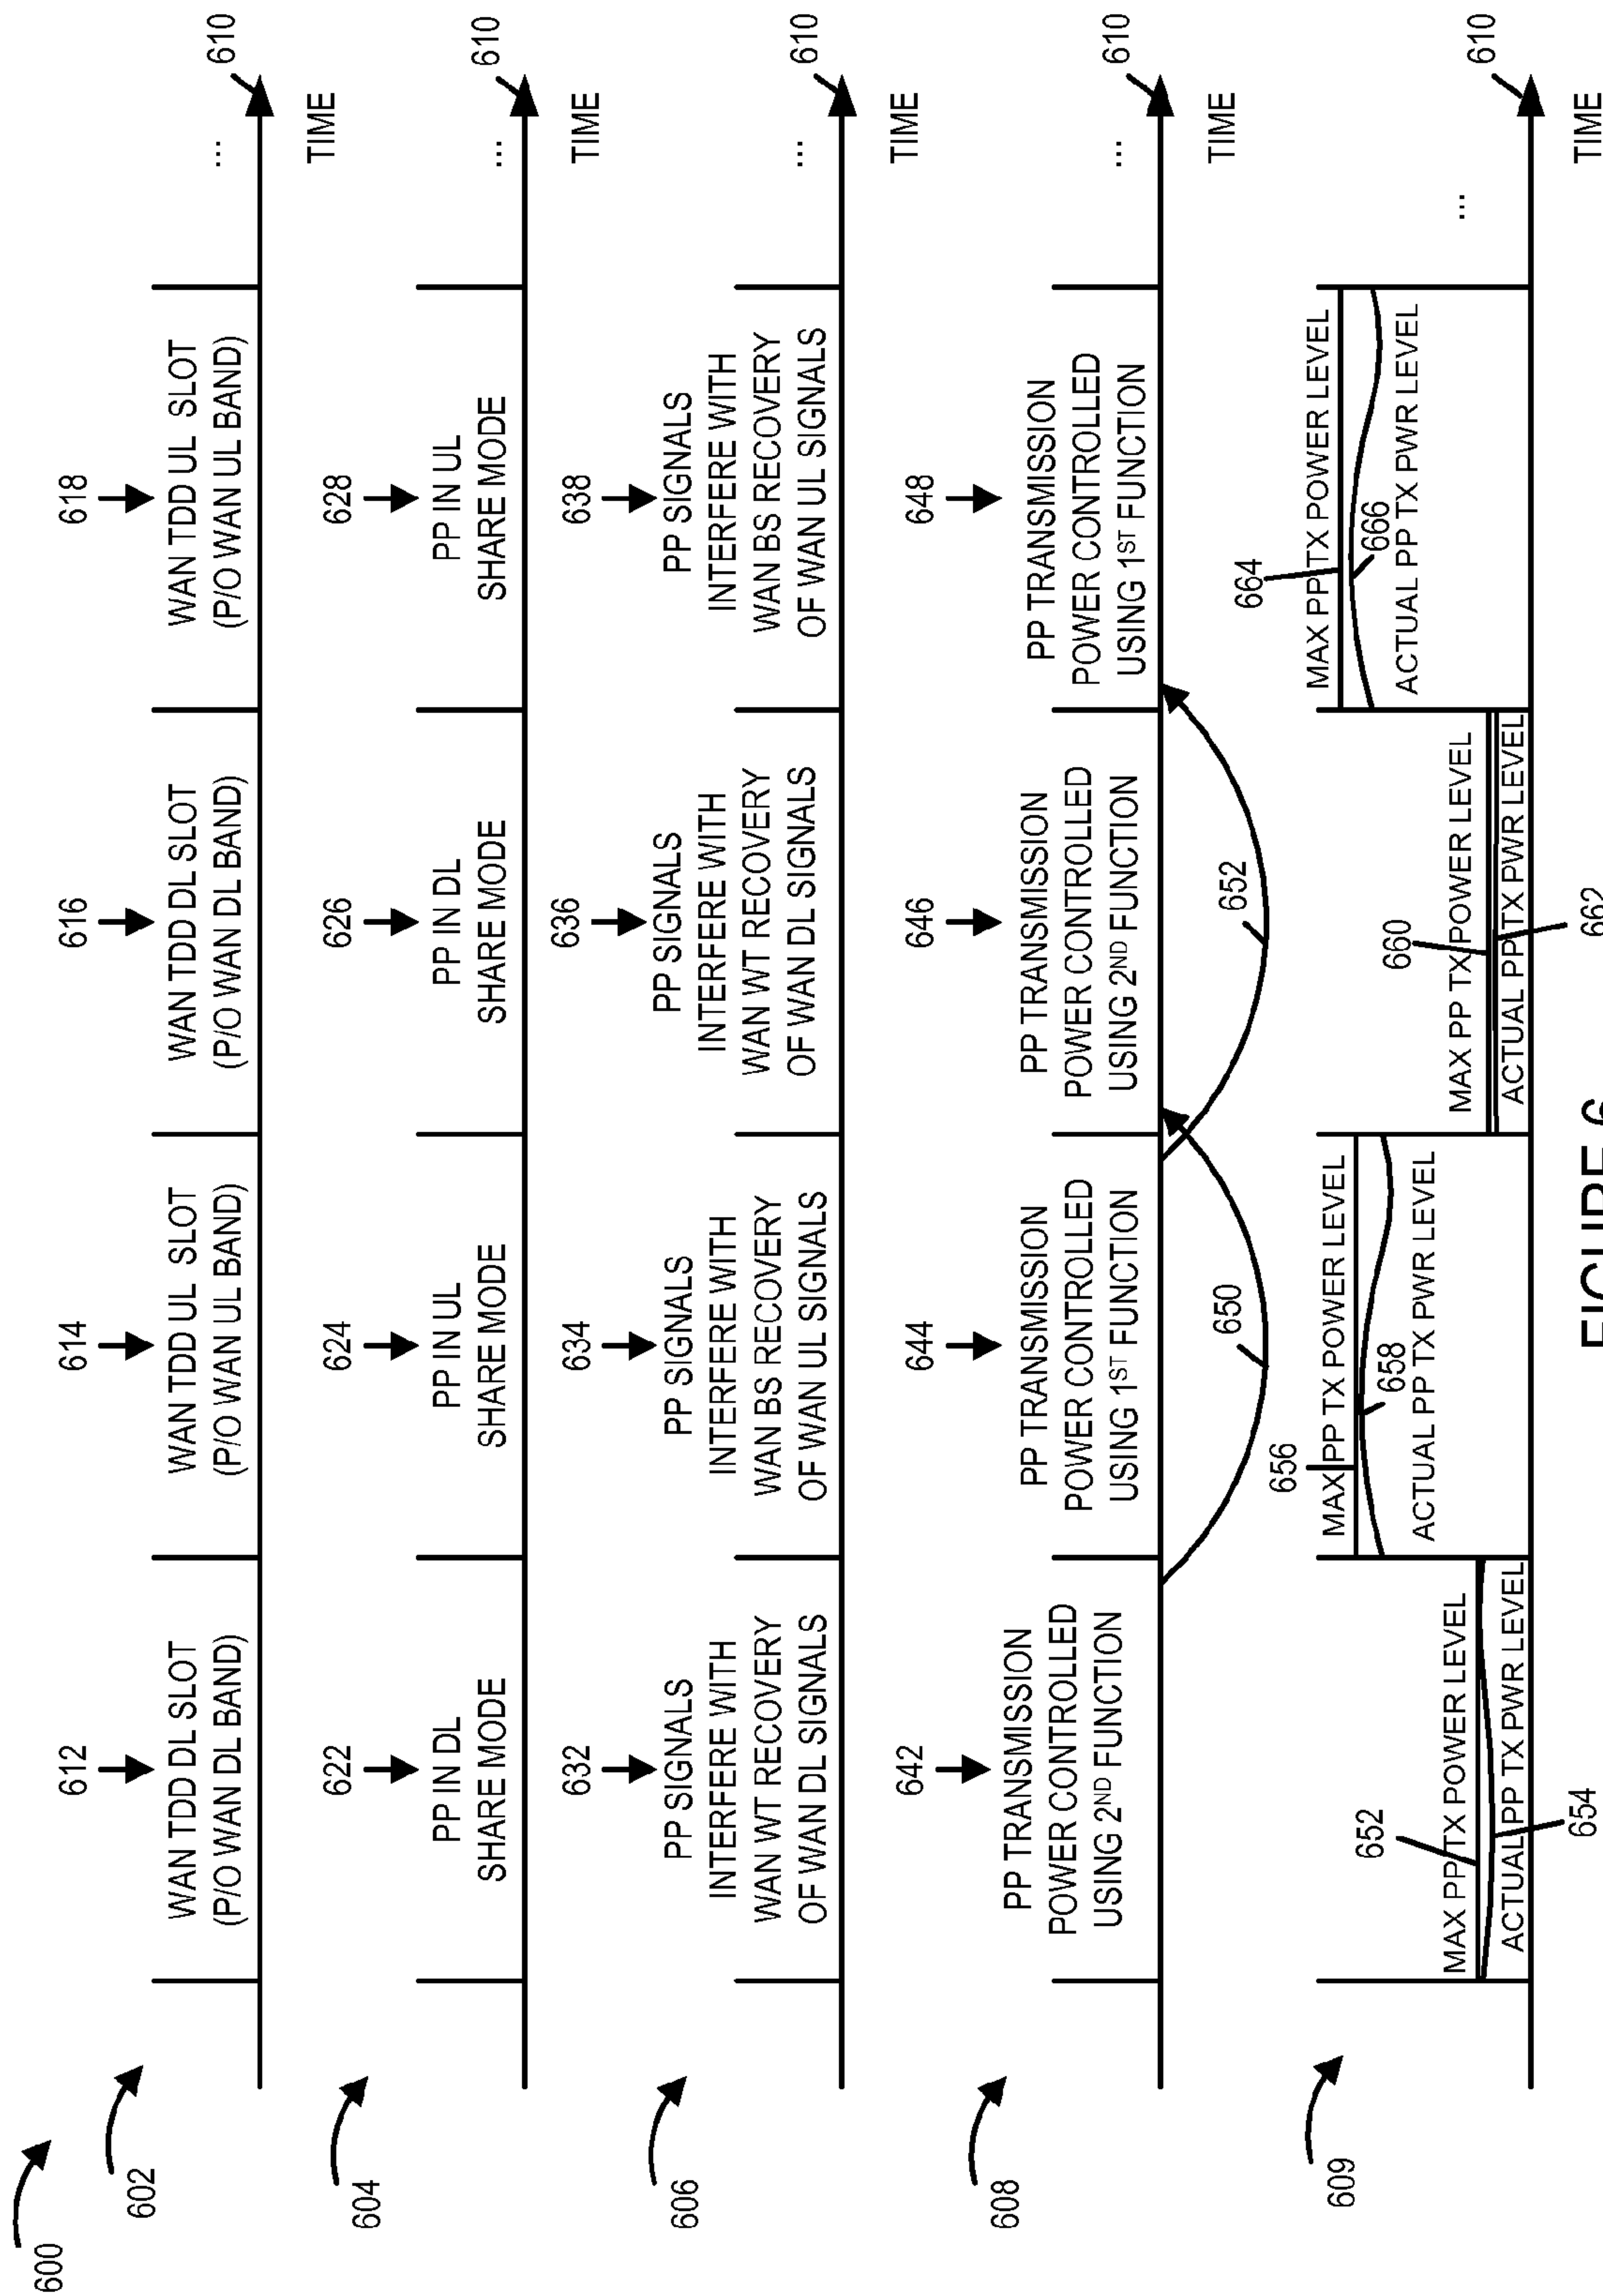 600
602
612
614
616
618
WAN TDD DL SLOT
(P/O WAN DL BAND)
WAN TDD UL SLOT
(P/O WAN UL BAND)
WAN TDD DL SLOT
(P/O WAN DL BAND)
WAN TDD UL SLOT
(P/O WAN UL BAND)
...
610
TIME
604
622
624
626
628
PP IN DL
SHARE MODE
PP IN UL
SHARE MODE
PP IN DL
SHARE MODE
PP IN UL
SHARE MODE
...
610
TIME
606
632
634
636
638
PP SIGNALS
INTERFERE WITH
WAN WT RECOVERY
OF WAN DL SIGNALS
PP SIGNALS
INTERFERE WITH
WAN BS RECOVERY
OF WAN UL SIGNALS
PP SIGNALS
INTERFERE WITH
WAN WT RECOVERY
OF WAN DL SIGNALS
PP SIGNALS
INTERFERE WITH
WAN BS RECOVERY
OF WAN UL SIGNALS
...
610
TIME
608
642
644
646
648
PP TRANSMISSION
POWER CONTROLLED
USING 2ND FUNCTION
PP TRANSMISSION
POWER CONTROLLED
USING 1ST FUNCTION
PP TRANSMISSION
POWER CONTROLLED
USING 2ND FUNCTION
PP TRANSMISSION
POWER CONTROLLED
USING 1ST FUNCTION
...
610
TIME
650
652
609
652
MAX PP TX POWER LEVEL
ACTUAL PP TX PWR LEVEL
654
656
MAX PP TX POWER LEVEL
658
ACTUAL PP TX PWR LEVEL
660
MAX PP TX POWER LEVEL
ACTUAL PP TX PWR LEVEL
662
664
MAX PP TX POWER LEVEL
666
ACTUAL PP TX PWR LEVEL
...
610
TIME
FIGURE 6